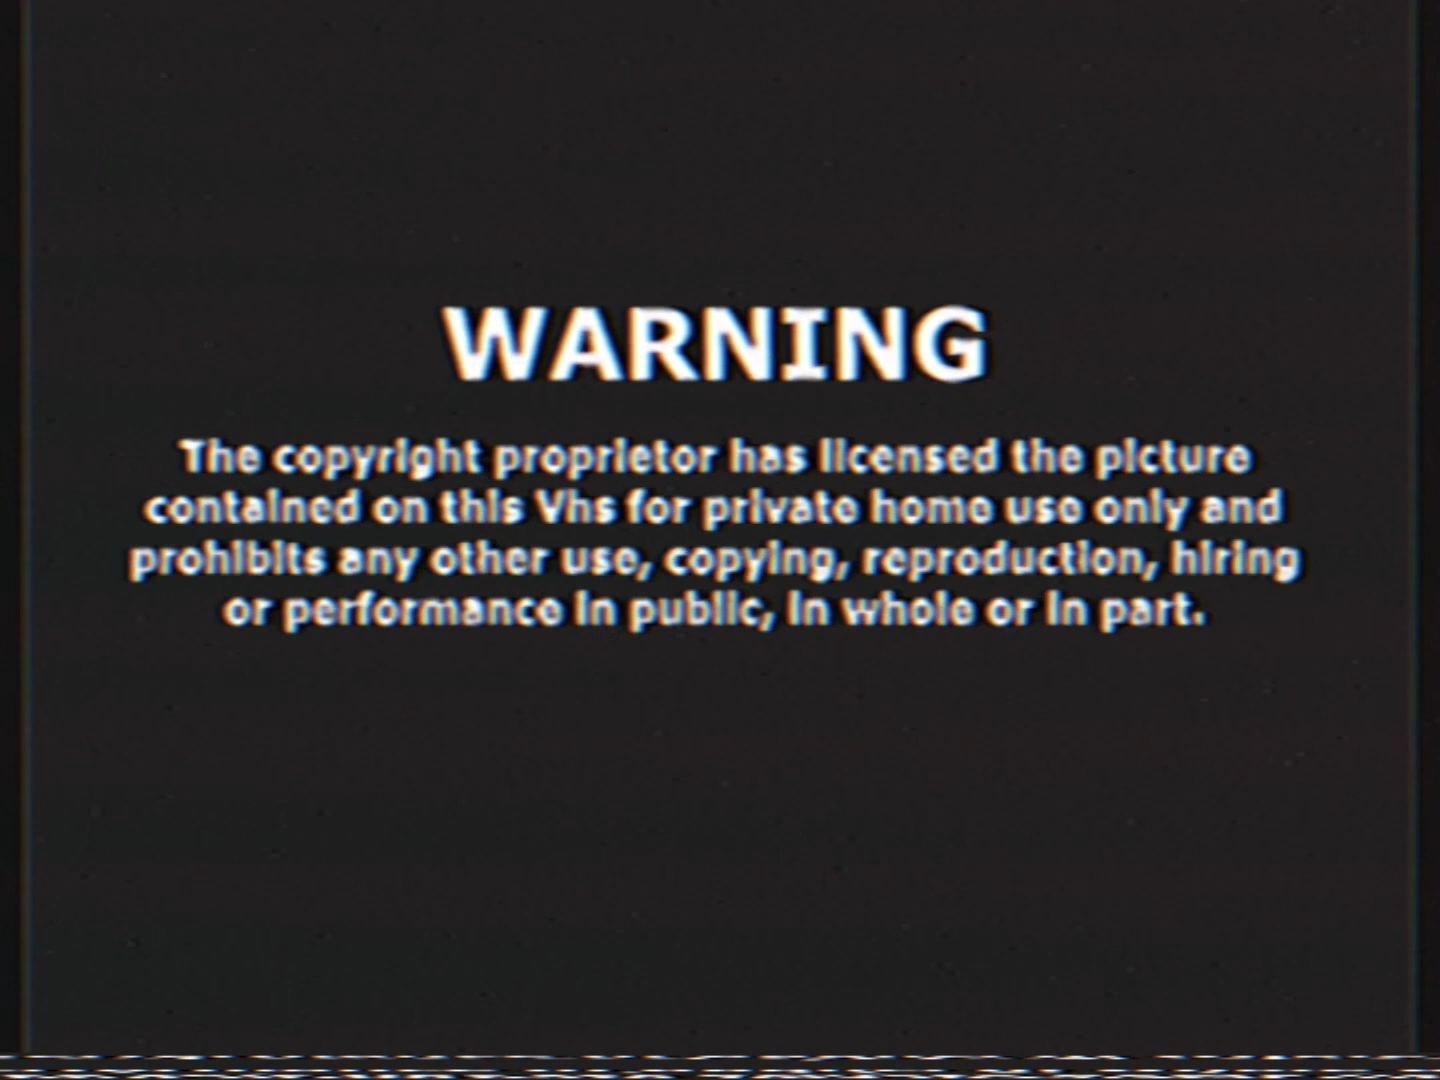 WARNING
The copyright proprietor has licensed the picture
contained on this Vhs for private home use only and
prohibits any other use, copying, reproduction, hiring
or performance in public, in whole or in part.